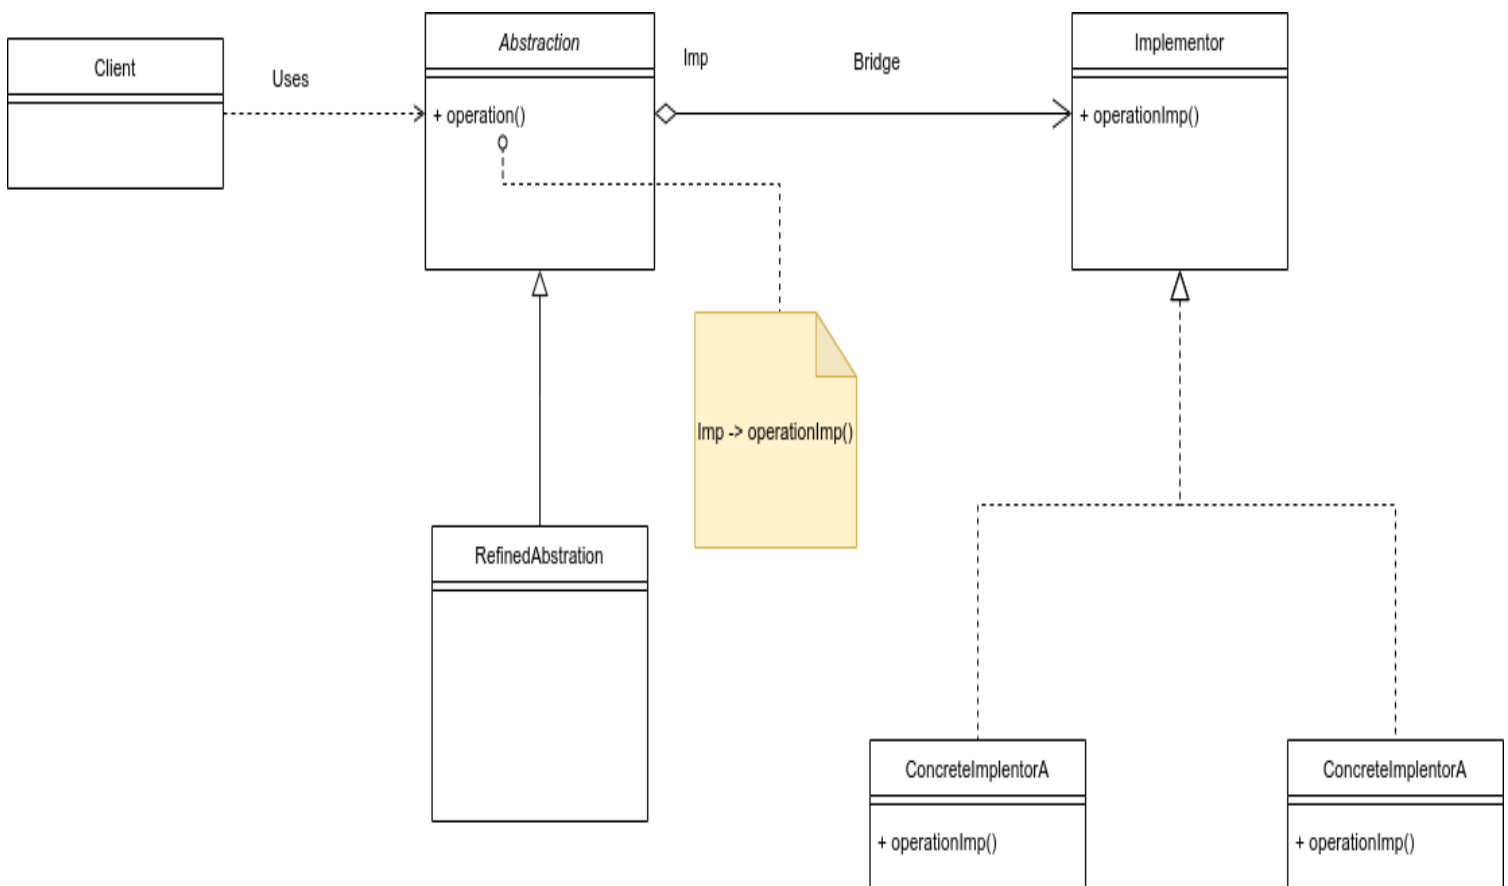 Client
Uses
Abstraction
+ operation()
Imp
Bridge
Implementor
+ operationImp()
Imp -> operationImp()
RefinedAbstration
ConcreteImplentorA
+ operationImp()
ConcreteImplentorA
+ operationImp()